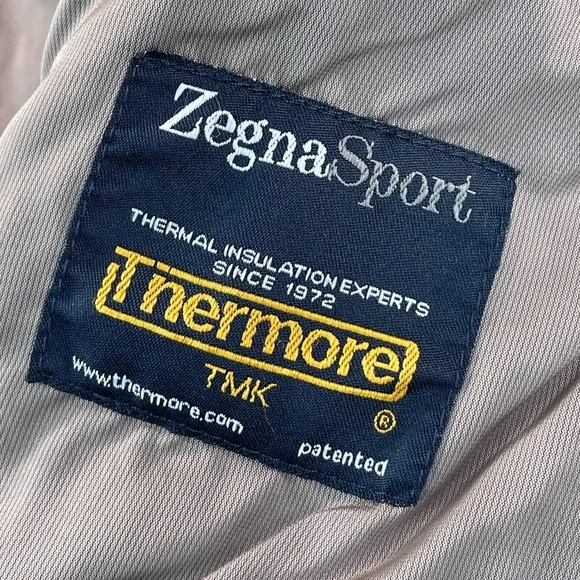 ZegnaSport
THERMAL INSULATION EXPERTS
SINCE 1972
Thermore
TMK
®
www.thermore.com
patented